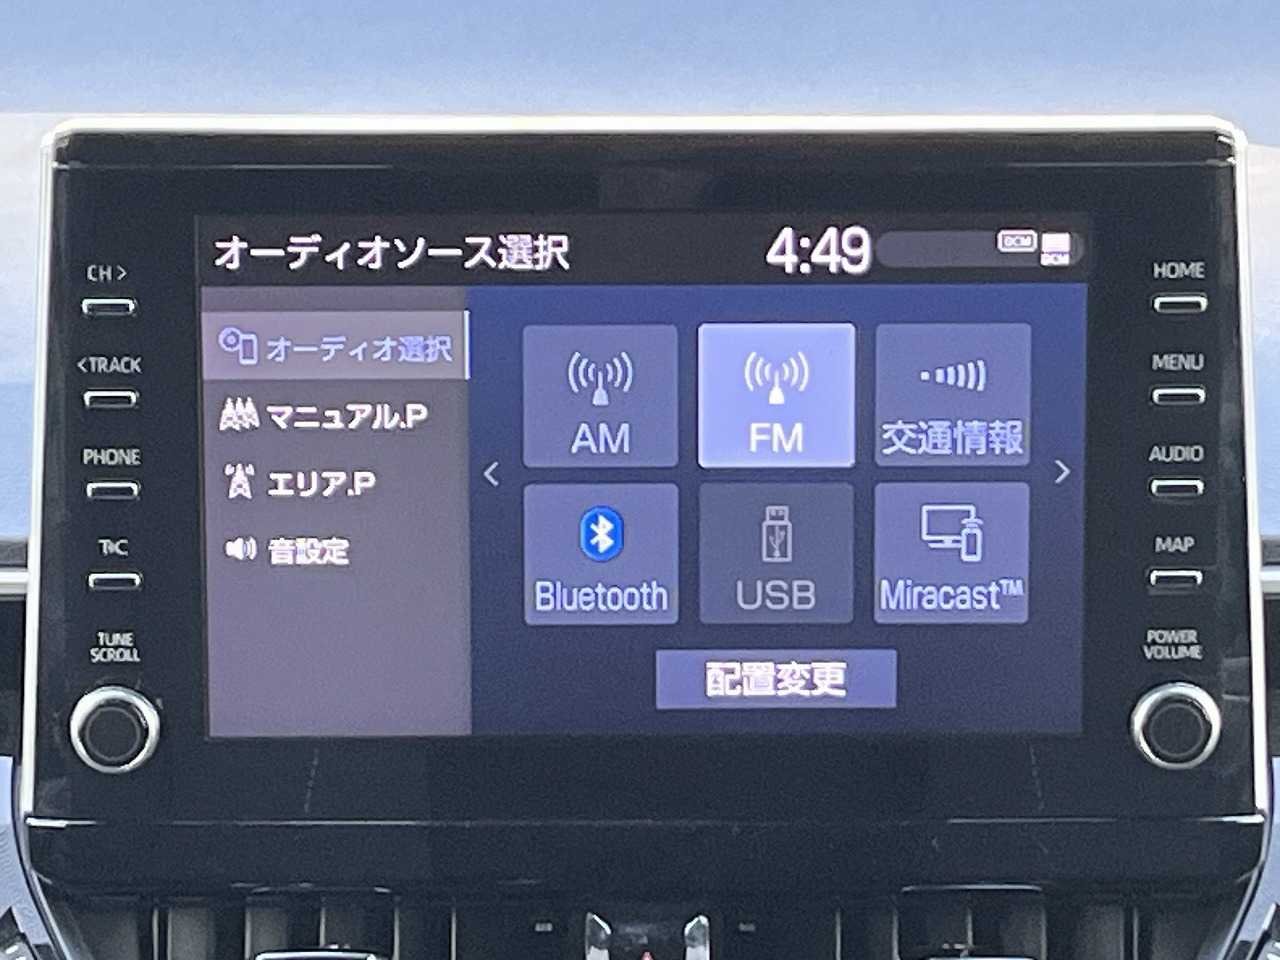 オーディオソース選択
4:49
DCM
DCM
オーディオ選択
マニュアル.P
エリア.P
音設定
AM
FM
交通情報
<
>
Bluetooth
USB
Miracast™
配置変更
CH >
< TRACK
PHONE
T·C
TUNE
SCROLL
HOME
MENU
AUDIO
MAP
POWER
VOLUME